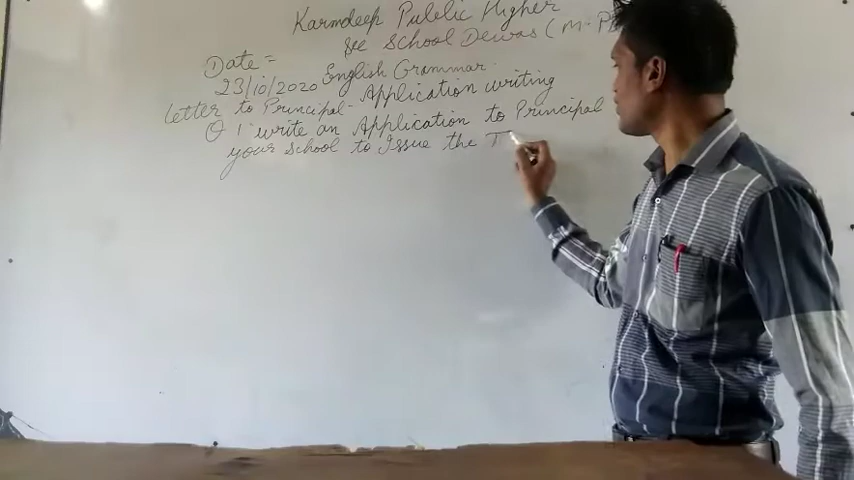 Karmdeep Public Higher
Sec School Dewas (M.P
Date =
23/10/2020 English Grammar.
Letter to Principal - Application writing
Q 1 write an Application to Principal
your school to Issue the T